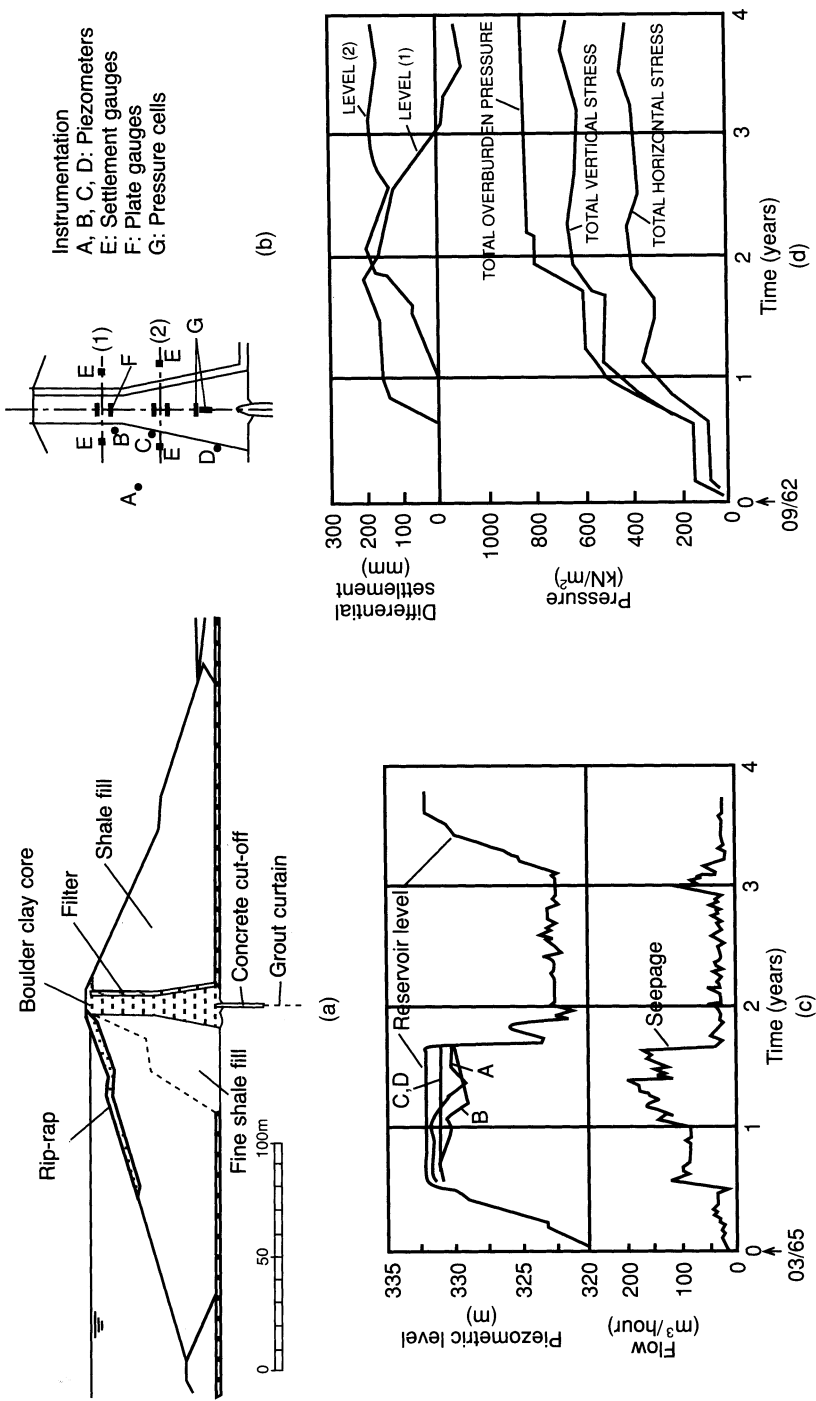 Boulder clay core
Filter
Shale fill
Rip-rap
Fine shale fill
Concrete cut-off
Grout curtain
0 50 100m
(a)
Instrumentation
A, B, C, D: Piezometers
E: Settlement gauges
F: Plate gauges
G: Pressure cells
A
B
C
D
E E (1)
F
E E (2)
G
(b)
335
330
325
320
Piezometric level
(m)
Reservoir level
C,D
A
B
200
100
0
Flow
(m³/hour)
Seepage
0 1 2 3 4
03/65
Time (years)
(c)
300
200
100
0
Differential
settlement
(mm)
LEVEL (2)
LEVEL (1)
1000
800
600
400
200
0
Pressure
(kN/m²)
TOTAL OVERBURDEN PRESSURE
TOTAL VERTICAL STRESS
TOTAL HORIZONTAL STRESS
0 1 2 3 4
09/62
Time (years)
(d)